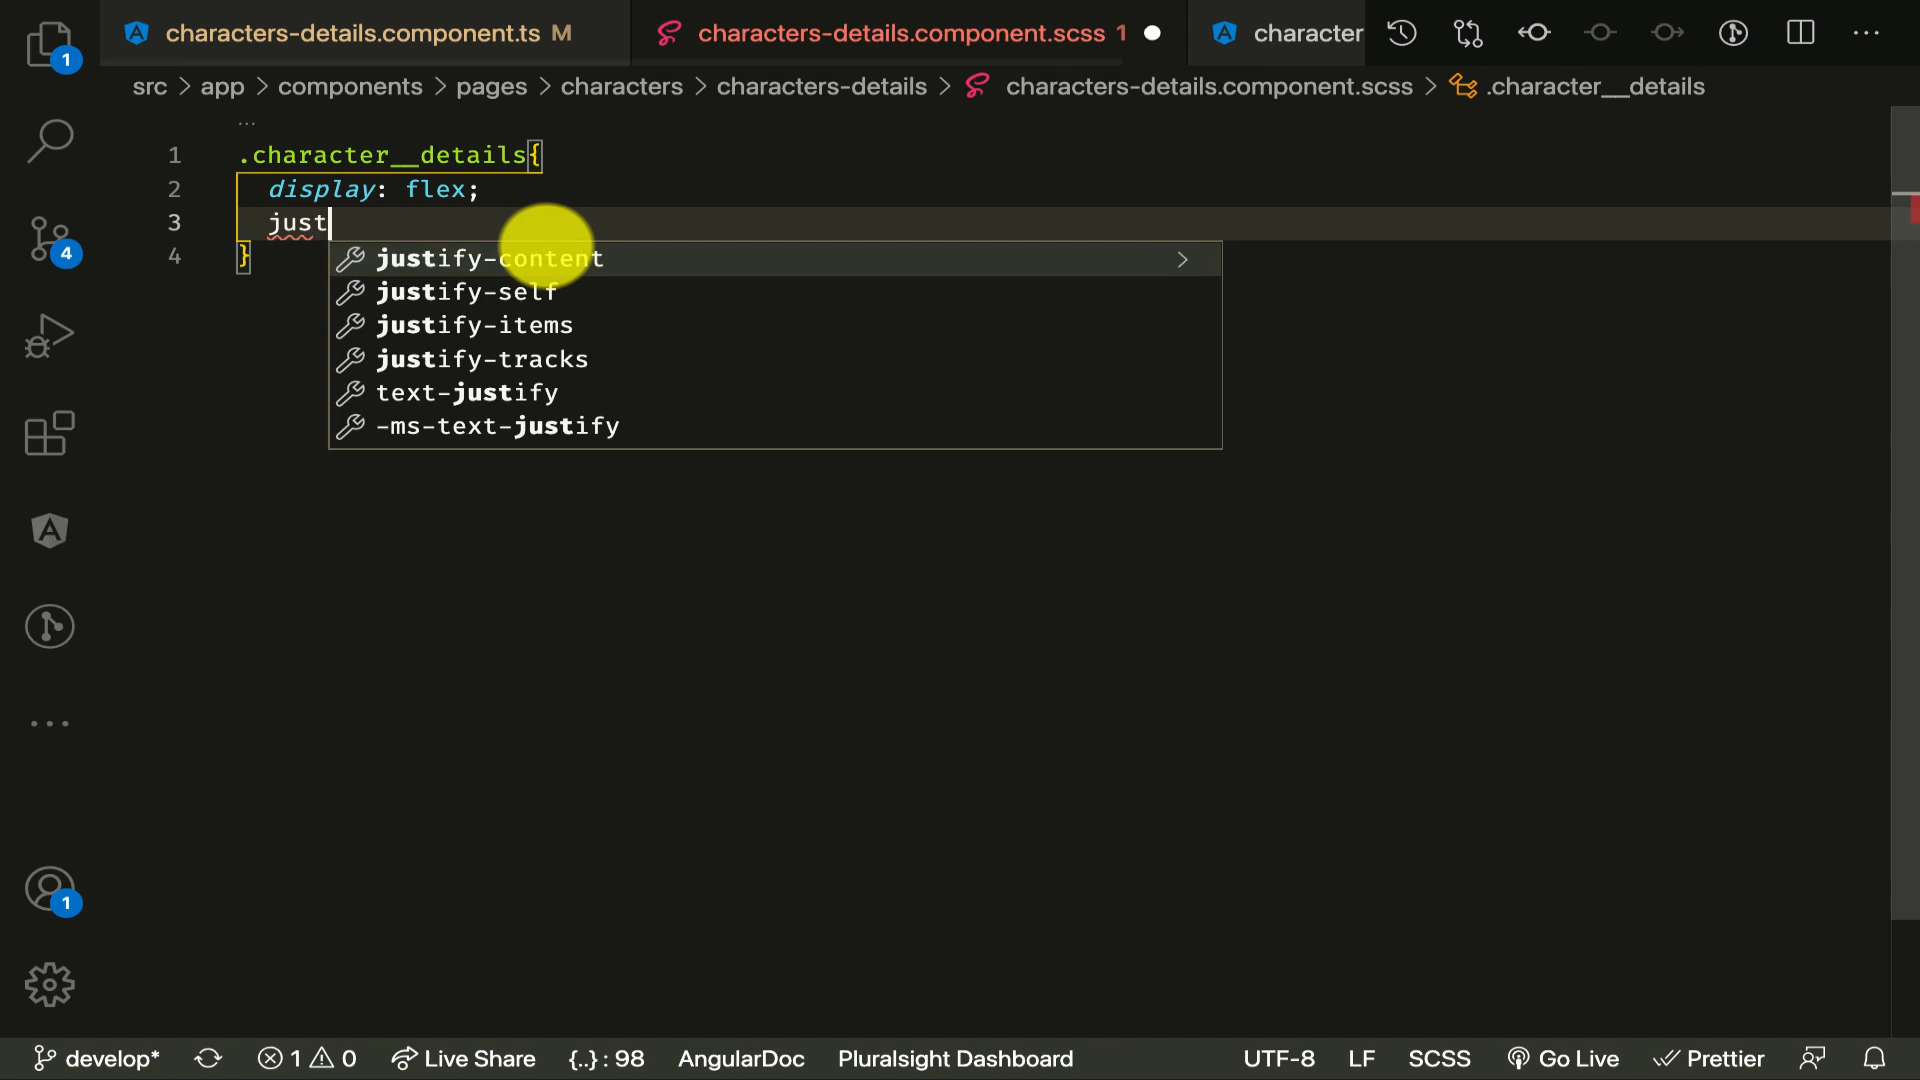 characters-details.component.ts M characters-details.component.scss 1 character
src > app > components > pages > characters > characters-details > characters-details.component.scss > .character__details
...
1 .character__details{
2 display: flex;
3 just
4 }
justify-content >
justify-self
justify-items
justify-tracks
text-justify
-ms-text-justify
1
4
1
develop* 1 0 Live Share {..} : 98 AngularDoc Pluralsight Dashboard UTF-8 LF SCSS Go Live Prettier